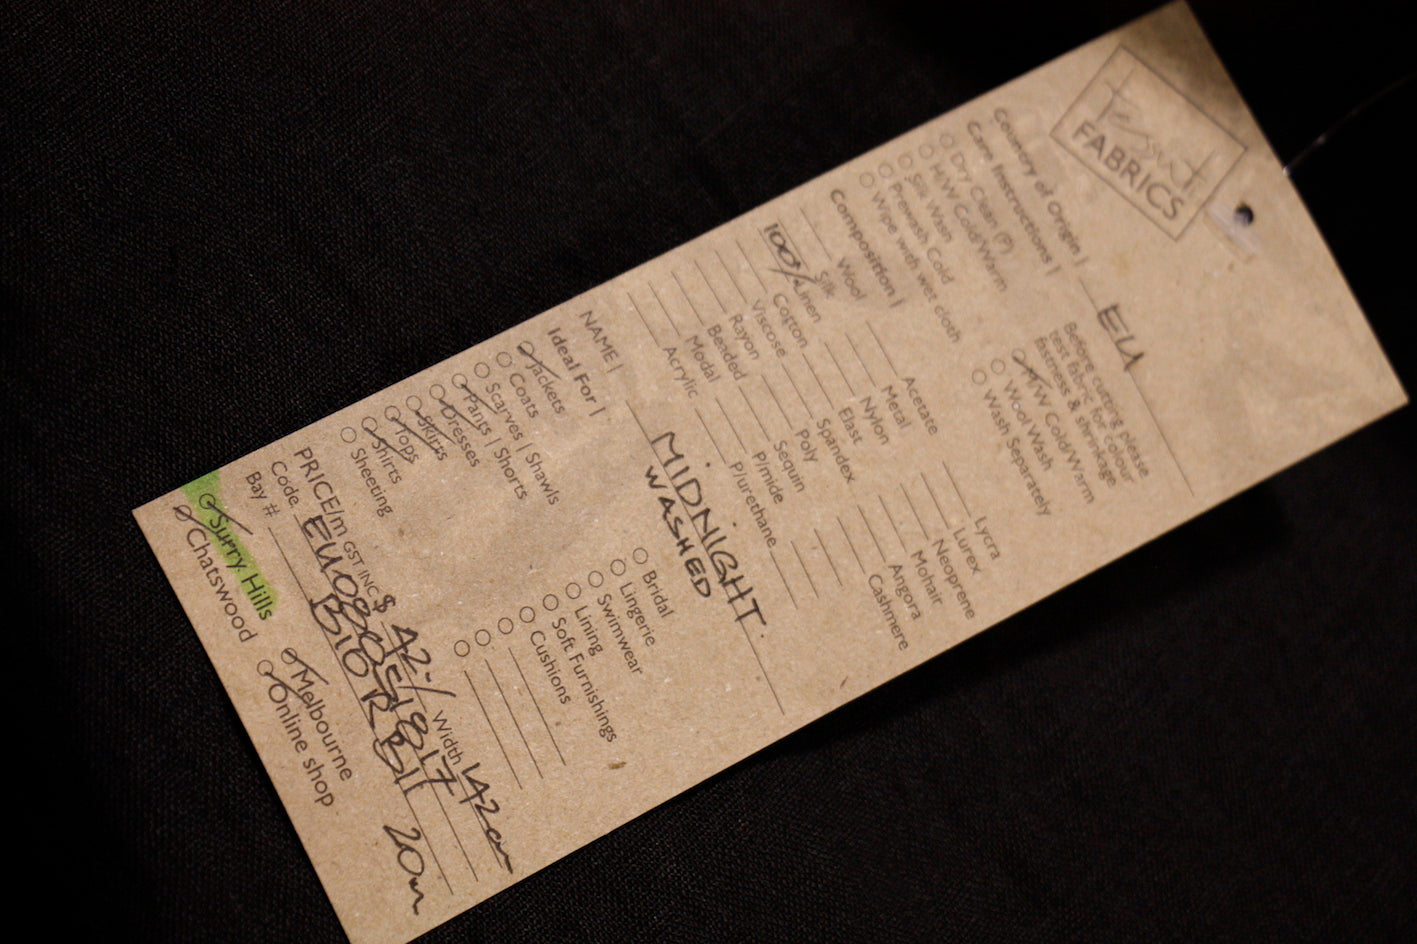 Tessuti
FABRICS
Country of Origin | EU
Care Instructions |
Dry Clean (P)
H/W Cold/Warm
Silk Wash
Prewash Cold
Wipe with wet cloth
Before cutting please
test fabric for colour
fastness & shrinkage
M/W Cold/Warm
Wool Wash
Wash Separately
Composition |
Wool
Silk
100% Linen
Cotton
Viscose
Rayon
Beaded
Modal
Acrylic
Acetate
Metal
Nylon
Elast
Spandex
Poly
Sequin
P/mide
P/urethane
Lycra
Lurex
Neoprene
Mohair
Angora
Cashmere
NAME | MIDNIGHT
WASHED
Ideal For |
Jackets
Coats
Scarves | Shawls
Pants | Shorts
Dresses
Skirts
Tops
Shirts
Sheeting
Bridal
Lingerie
Swimwear
Lining
Soft Furnishings
Cushions
PRICE/m GST INC $ 42.-/ Width 142cm
Code
Bay # 20m
Surry Hills
Chatswood
Melbourne
Online shop